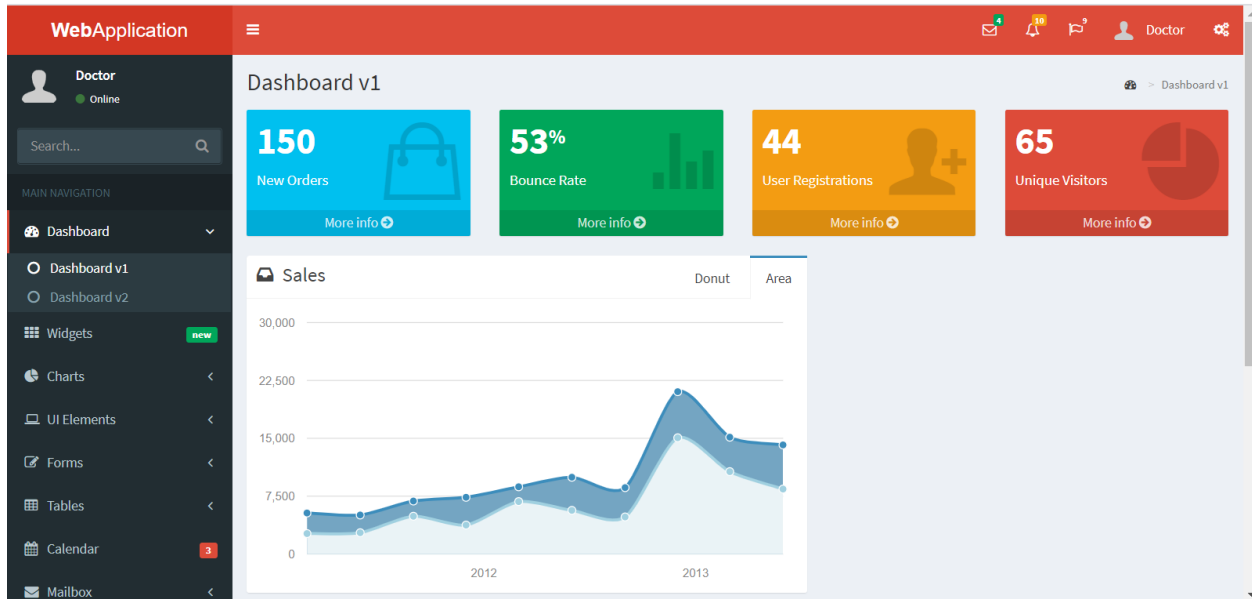 WebApplication
4
10
9
Doctor
Doctor
Online
Search...
MAIN NAVIGATION
Dashboard
Dashboard v1
Dashboard v2
Widgets new
Charts
UI Elements
Forms
Tables
Calendar 3
Mailbox
Dashboard v1
> Dashboard v1
150
New Orders
More info
53%
Bounce Rate
More info
44
User Registrations
More info
65
Unique Visitors
More info
Sales
Donut
Area
30,000
22,500
15,000
7,500
0
2012
2013